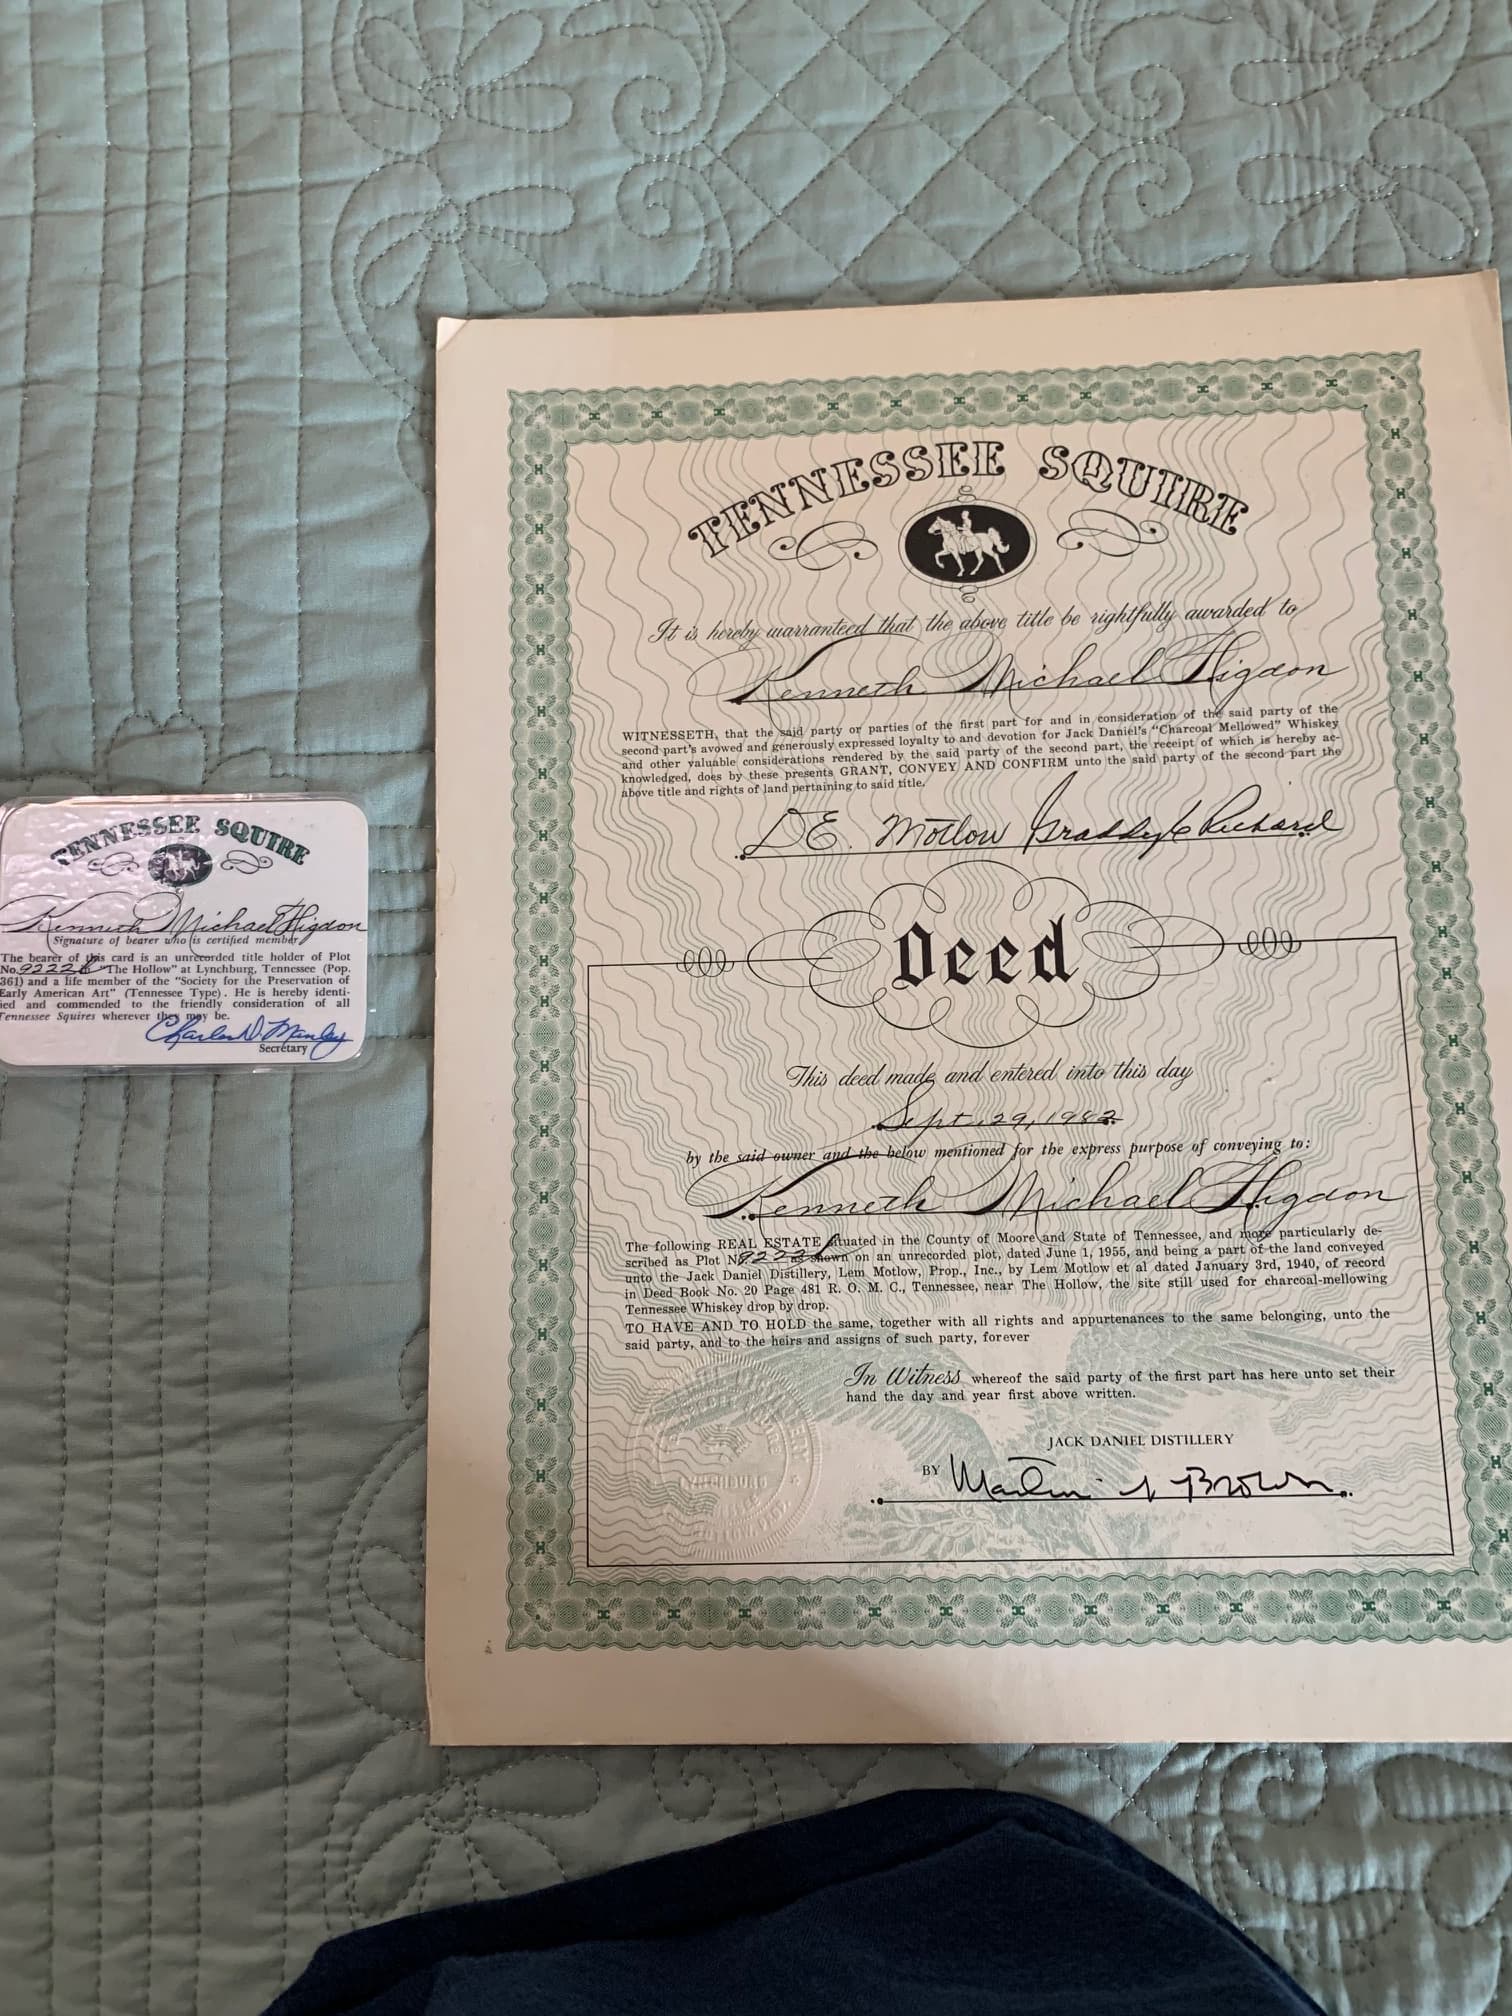 TENNESSEE SQUIRE
Kenneth Michael Higdon
Signature of bearer who is certified member
The bearer of this card is an unrecorded title holder of Plot
No. "The Hollow" at Lynchburg, Tennessee (Pop.
361) and a life member of the "Society for the Preservation of
Early American Art" (Tennessee Type). He is hereby identi-
ied and commended to the friendly consideration of all
Tennessee Squires wherever they may be.
Charles D. Manley
Secretary
TENNESSEE SQUIRE
It is hereby warranteed that the above title be rightfully awarded to
Kenneth Michael Higdon
WITNESSETH, that the said party or parties of the first part for and in consideration of the said party of the
second part's avowed and generously expressed loyalty to and devotion for Jack Daniel's "Charcoal Mellowed" Whiskey
and other valuable considerations rendered by the said party of the second part, the receipt of which is hereby ac-
knowledged, does by these presents GRANT, CONVEY AND CONFIRM unto the said party of the second part the
above title and rights of land pertaining to said title.
D.E. Motlow Richard
Deed
This deed made and entered into this day
Sept. 29, 1982
by the said owner and the below mentioned for the express purpose of conveying to:
Kenneth Michael Higdon
The following REAL ESTATE situated in the County of Moore and State of Tennessee, and more particularly de-
scribed as Plot as shown on an unrecorded plot, dated June 1, 1955, and being a part of the land conveyed
unto the Jack Daniel Distillery, Lem Motlow, Prop., Inc., by Lem Motlow et al dated January 3rd, 1940, of record
in Deed Book No. 20 Page 481 R. O. M. C., Tennessee, near The Hollow, the site still used for charcoal-mellowing
Tennessee Whiskey drop by drop.
TO HAVE AND TO HOLD the same, together with all rights and appurtenances to the same belonging, unto the
said party, and to the heirs and assigns of such party, forever
In Witness whereof the said party of the first part has here unto set their
hand the day and year first above written.
JACK DANIEL DISTILLERY
BY Martin Brown
LYNCHBURG